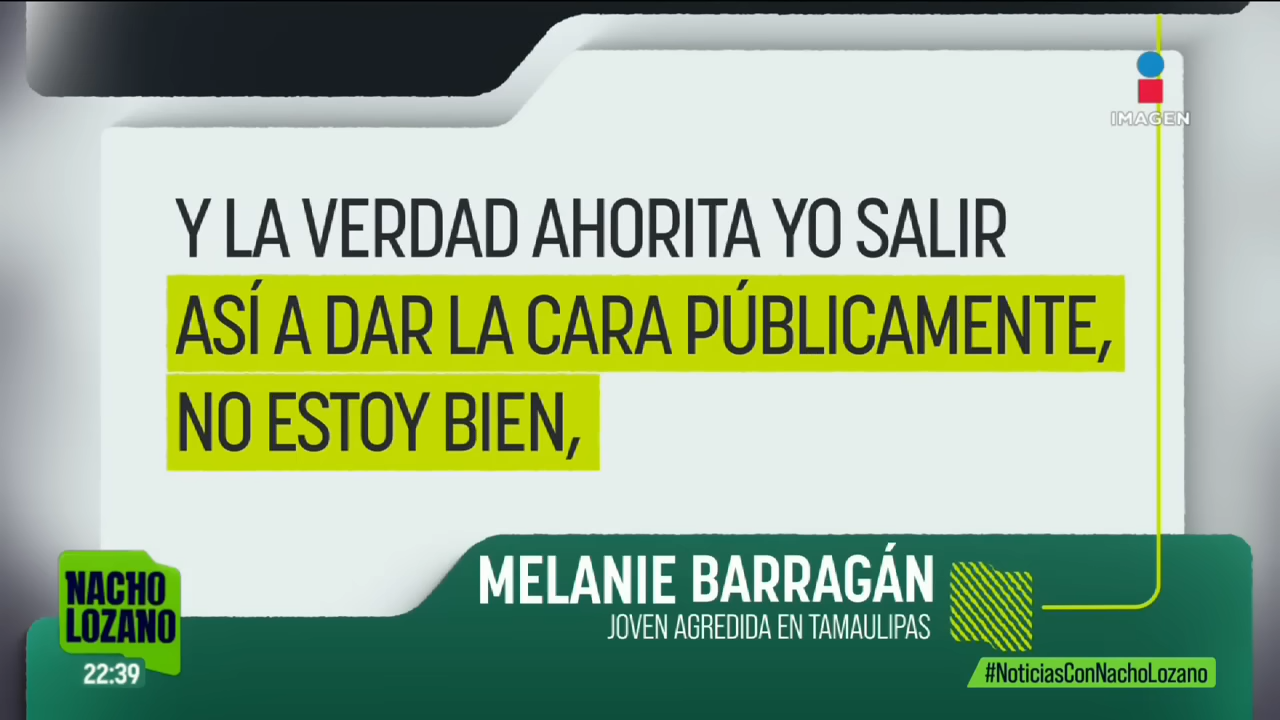 IMAGEN
Y LA VERDAD AHORITA YO SALIR
ASÍ A DAR LA CARA PÚBLICAMENTE,
NO ESTOY BIEN,
MELANIE BARRAGÁN
JOVEN AGREDIDA EN TAMAULIPAS
NACHO
LOZANO
22:39
#NoticiasConNachoLozano